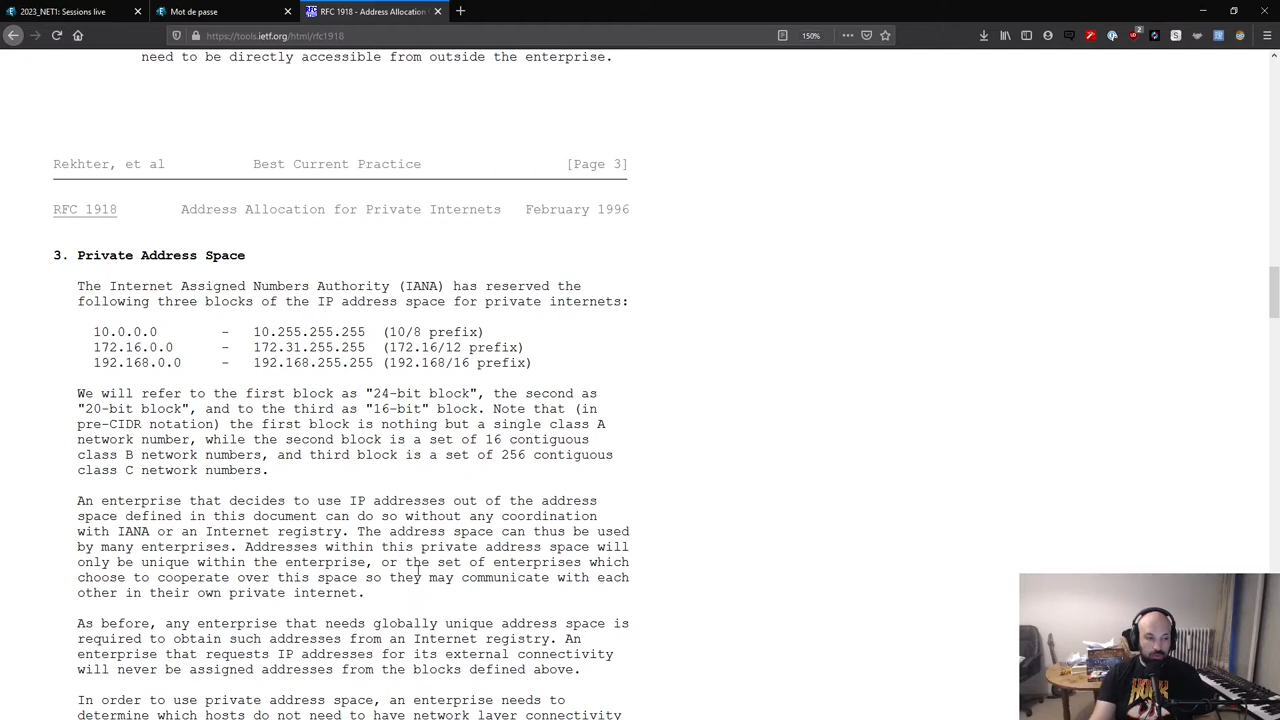 2023_NET1: Sessions live
Mot de passe
RFC 1918 - Address Allocation
https://tools.ietf.org/html/rfc1918
150%
2
need to be directly accessible from outside the enterprise.
Rekhter, et al Best Current Practice [Page 3]
RFC 1918 Address Allocation for Private Internets February 1996
3. Private Address Space
The Internet Assigned Numbers Authority (IANA) has reserved the
following three blocks of the IP address space for private internets:
10.0.0.0 - 10.255.255.255 (10/8 prefix)
172.16.0.0 - 172.31.255.255 (172.16/12 prefix)
192.168.0.0 - 192.168.255.255 (192.168/16 prefix)
We will refer to the first block as "24-bit block", the second as
"20-bit block", and to the third as "16-bit" block. Note that (in
pre-CIDR notation) the first block is nothing but a single class A
network number, while the second block is a set of 16 contiguous
class B network numbers, and third block is a set of 256 contiguous
class C network numbers.
An enterprise that decides to use IP addresses out of the address
space defined in this document can do so without any coordination
with IANA or an Internet registry. The address space can thus be used
by many enterprises. Addresses within this private address space will
only be unique within the enterprise, or the set of enterprises which
choose to cooperate over this space so they may communicate with each
other in their own private internet.
As before, any enterprise that needs globally unique address space is
required to obtain such addresses from an Internet registry. An
enterprise that requests IP addresses for its external connectivity
will never be assigned addresses from the blocks defined above.
In order to use private address space, an enterprise needs to
determine which hosts do not need to have network layer connectivity